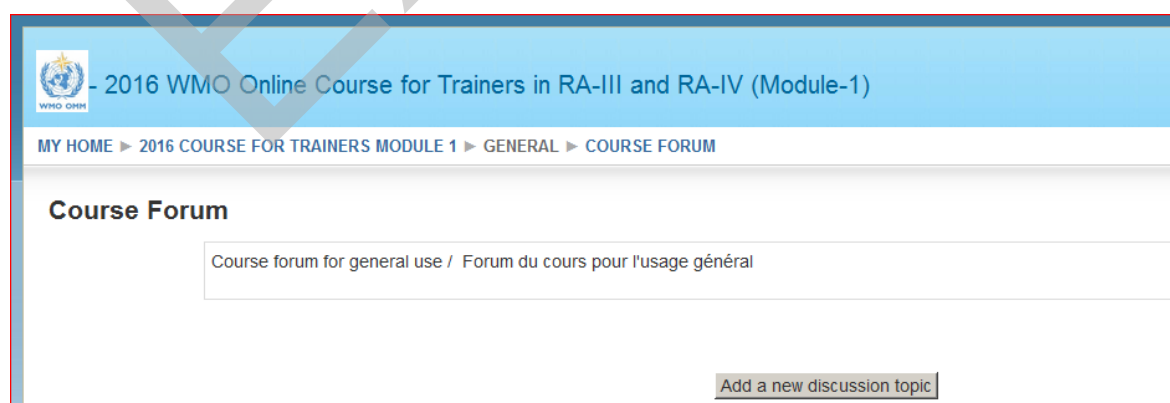 WMO OMM
- 2016 WMO Online Course for Trainers in RA-III and RA-IV (Module-1)
MY HOME ► 2016 COURSE FOR TRAINERS MODULE 1 ► GENERAL ► COURSE FORUM
Course Forum
Course forum for general use / Forum du cours pour l'usage général
Add a new discussion topic